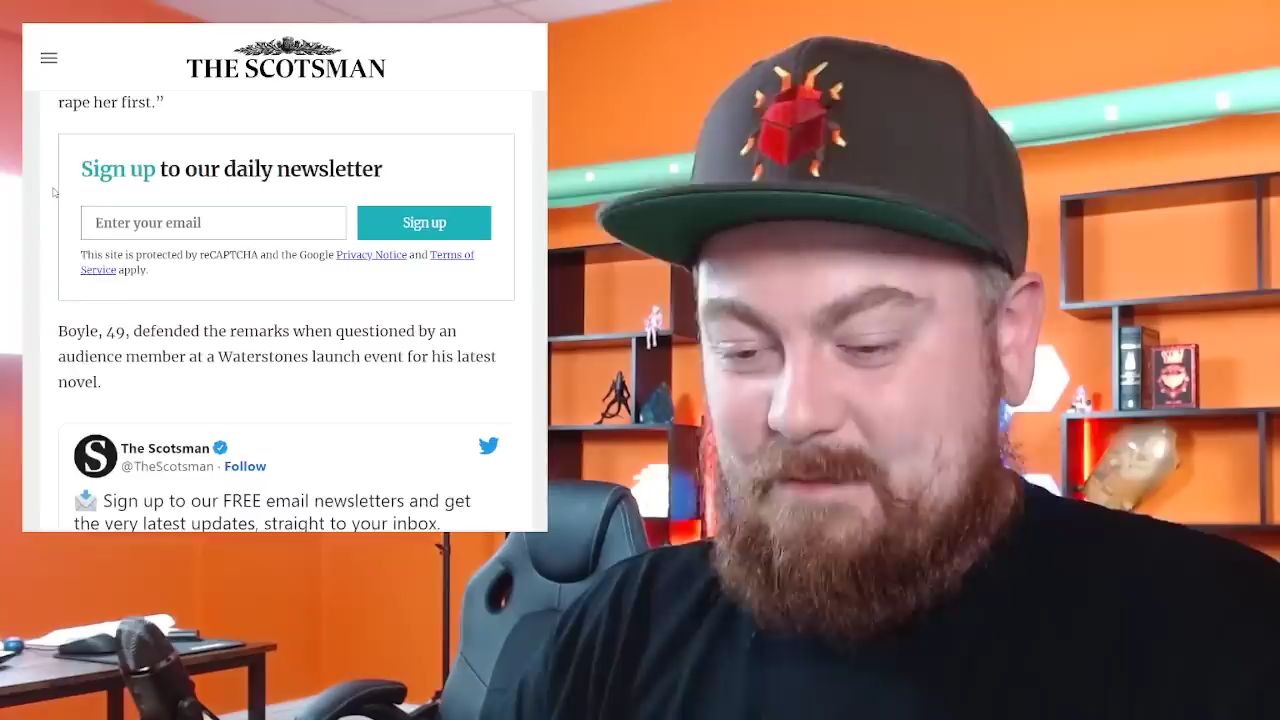 THE SCOTSMAN
rape her first.”
Sign up to our daily newsletter
Enter your email
Sign up
This site is protected by reCAPTCHA and the Google Privacy Notice and Terms of
Service apply.
Boyle, 49, defended the remarks when questioned by an
audience member at a Waterstones launch event for his latest
novel.
S
The Scotsman
@TheScotsman · Follow
Sign up to our FREE email newsletters and get
the very latest updates, straight to your inbox.